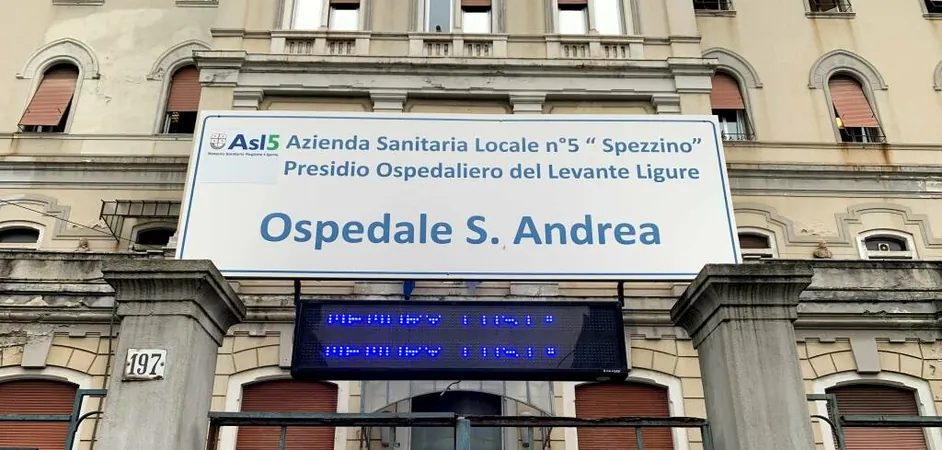 Asl5 Azienda Sanitaria Locale n°5 “ Spezzino”
Presidio Ospedaliero del Levante Ligure
Ospedale S. Andrea
197